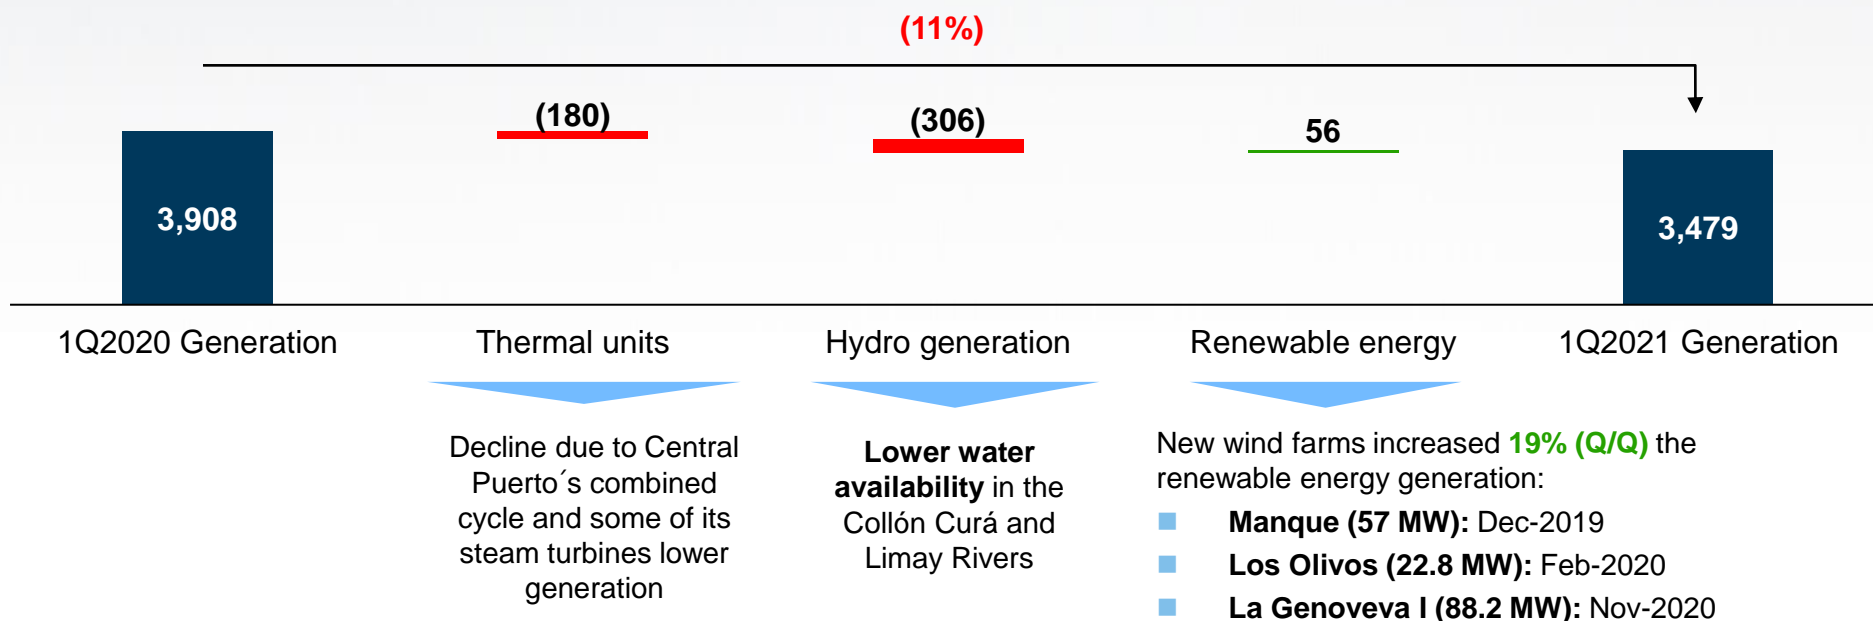 (11%)
(180)
(306)
56
3,908
3,479
1Q2020 Generation
Thermal units
Hydro generation
Renewable energy
1Q2021 Generation
Decline due to Central
Puerto´s combined
cycle and some of its
steam turbines lower
generation
Lower water
availability in the
Collón Curá and
Limay Rivers
New wind farms increased 19% (Q/Q) the
renewable energy generation:
Manque (57 MW): Dec-2019
Los Olivos (22.8 MW): Feb-2020
La Genoveva I (88.2 MW): Nov-2020